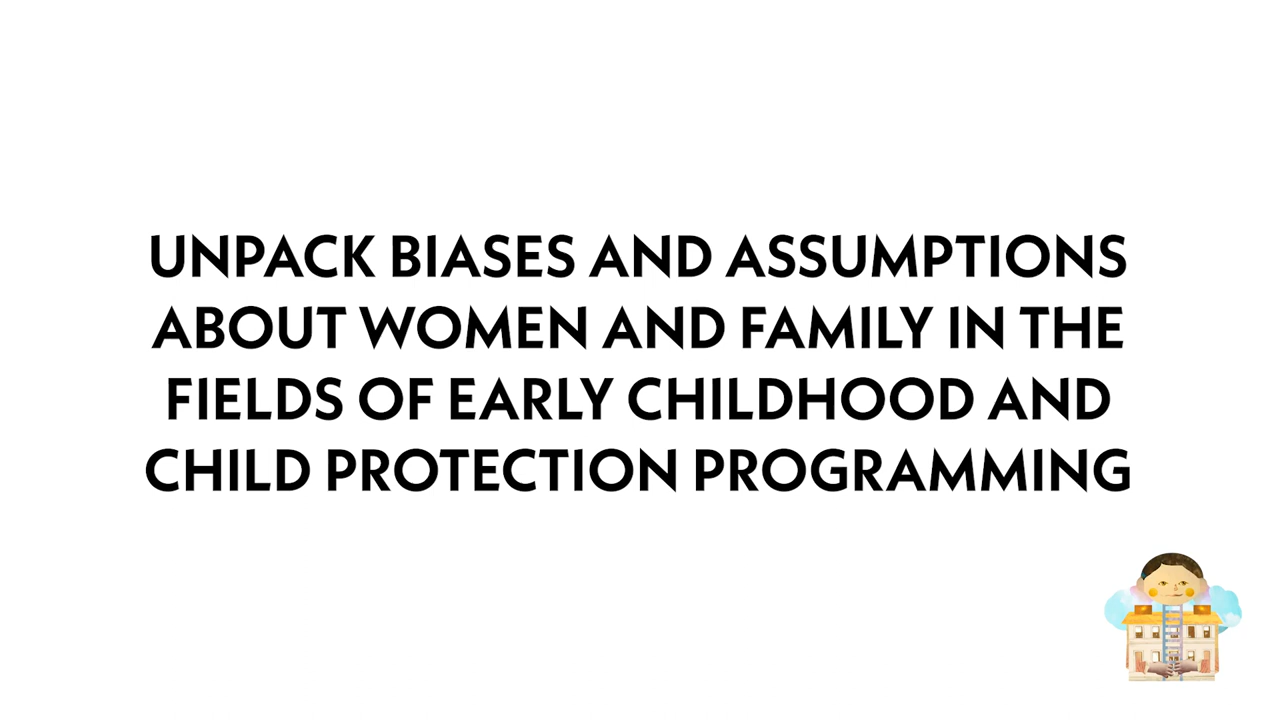 UNPACK BIASES AND ASSUMPTIONS
ABOUT WOMEN AND FAMILY IN THE
FIELDS OF EARLY CHILDHOOD AND
CHILD PROTECTION PROGRAMMING